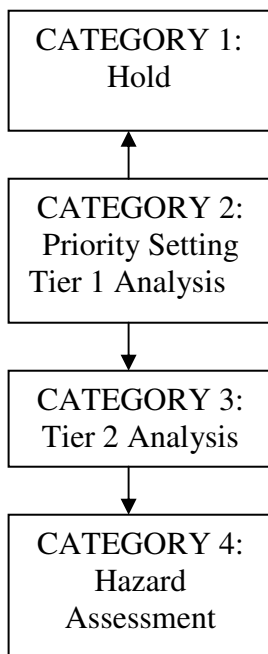 CATEGORY 1:
Hold
CATEGORY 2:
Priority Setting
Tier 1 Analysis
CATEGORY 3:
Tier 2 Analysis
CATEGORY 4:
Hazard
Assessment